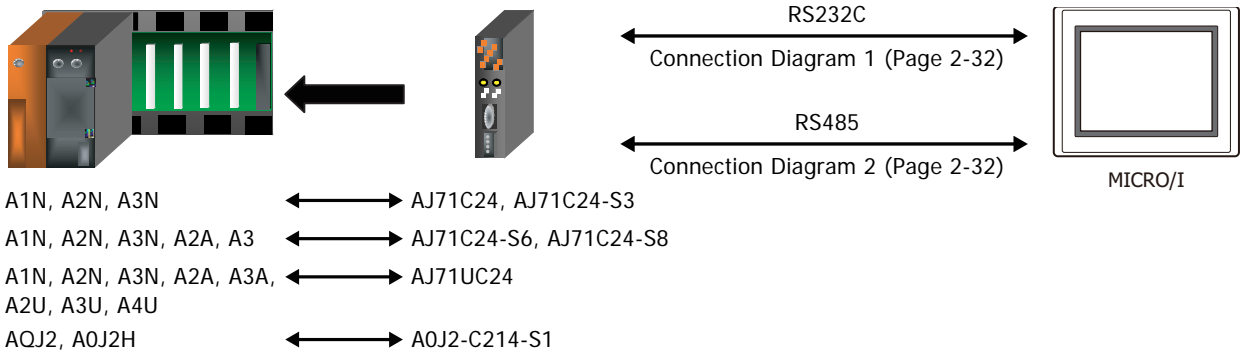 RS232C
Connection Diagram 1 (Page 2-32)
RS485
Connection Diagram 2 (Page 2-32)
MICRO/I
A1N, A2N, A3N
AJ71C24, AJ71C24-S3
A1N, A2N, A3N, A2A, A3
AJ71C24-S6, AJ71C24-S8
A1N, A2N, A3N, A2A, A3A,
AJ71UC24
A2U, A3U, A4U
AQJ2, A0J2H
A0J2-C214-S1